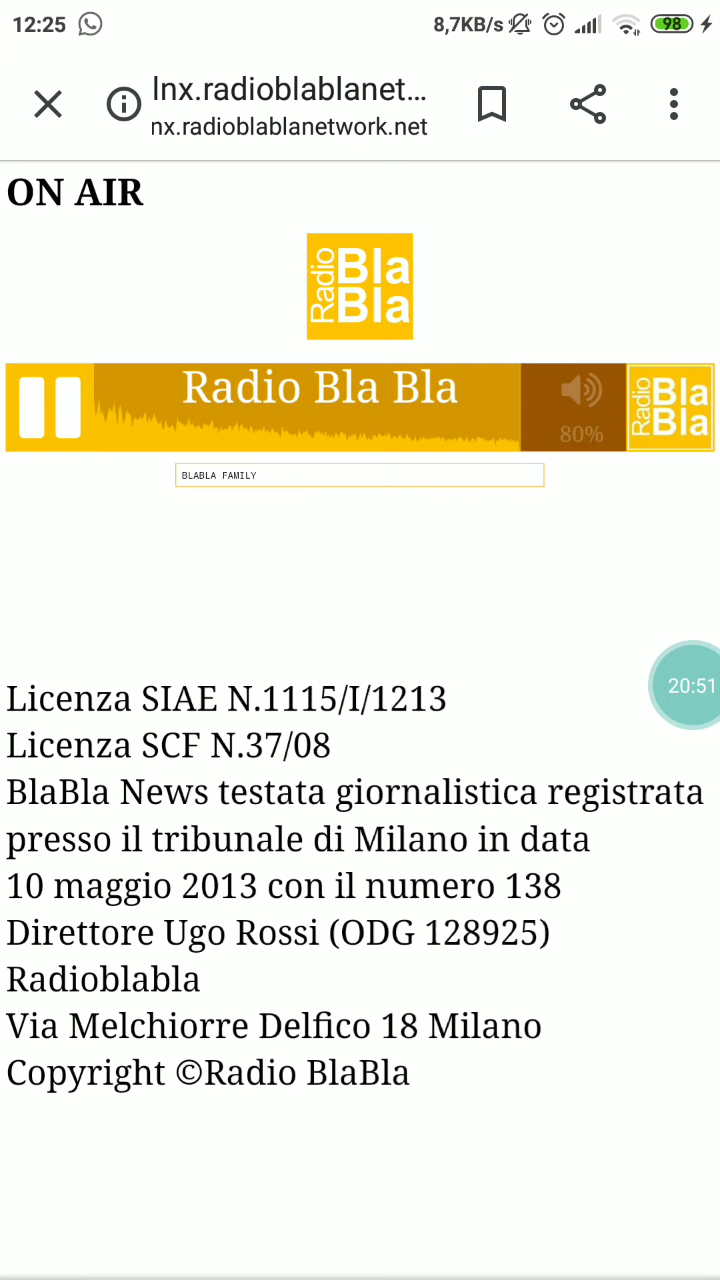 12:25 8,7KB/s 98
lnx.radioblablanet...
nx.radioblablanetwork.net
ON AIR
Radio Bla Bla
Radio Bla Bla 80% Radio Bla Bla
BLABLA FAMILY
20:51
Licenza SIAE N.1115/I/1213
Licenza SCF N.37/08
BlaBla News testata giornalistica registrata
presso il tribunale di Milano in data
10 maggio 2013 con il numero 138
Direttore Ugo Rossi (ODG 128925)
Radioblabla
Via Melchiorre Delfico 18 Milano
Copyright ©Radio BlaBla